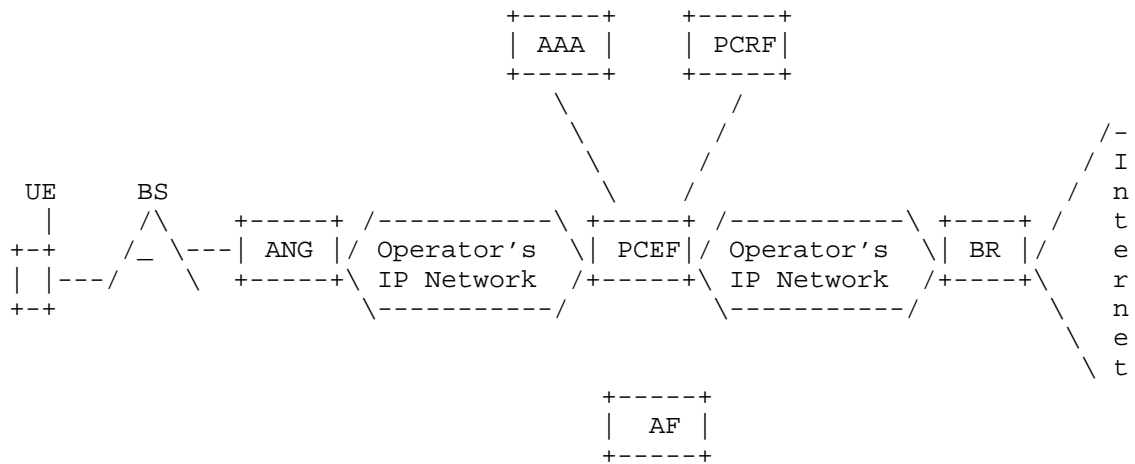 AAA PCRF
UE BS
ANG Operator's IP Network PCEF Operator's IP Network BR
Internet
AF